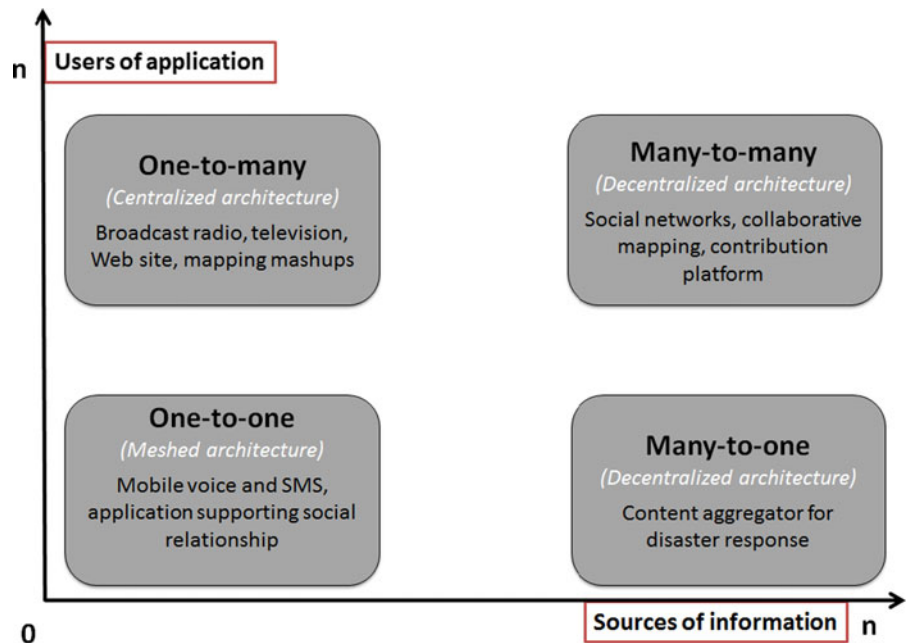 n
Users of application
One-to-many
(Centralized architecture)
Broadcast radio, television,
Web site, mapping mashups
Many-to-many
(Decentralized architecture)
Social networks, collaborative
mapping, contribution
platform
One-to-one
(Meshed architecture)
Mobile voice and SMS,
application supporting social
relationship
Many-to-one
(Decentralized architecture)
Content aggregator for
disaster response
0
Sources of information
n